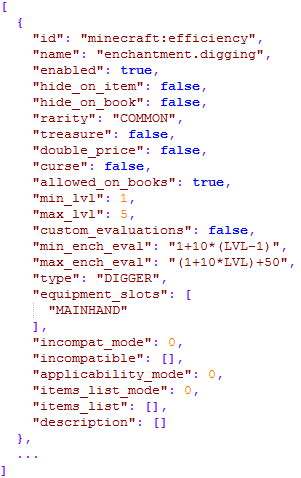 [
  {
    "id": "minecraft:efficiency",
    "name": "enchantment.digging",
    "enabled": true,
    "hide_on_item": false,
    "hide_on_book": false,
    "rarity": "COMMON",
    "treasure": false,
    "double_price": false,
    "curse": false,
    "allowed_on_books": true,
    "min_lvl": 1,
    "max_lvl": 5,
    "custom_evaluations": false,
    "min_ench_eval": "1+10*(LVL-1)",
    "max_ench_eval": "(1+10*LVL)+50",
    "type": "DIGGER",
    "equipment_slots": [
      "MAINHAND"
    ],
    "incompat_mode": 0,
    "incompatible": [],
    "applicability_mode": 0,
    "items_list_mode": 0,
    "items_list": [],
    "description": []
  },
  ...
]